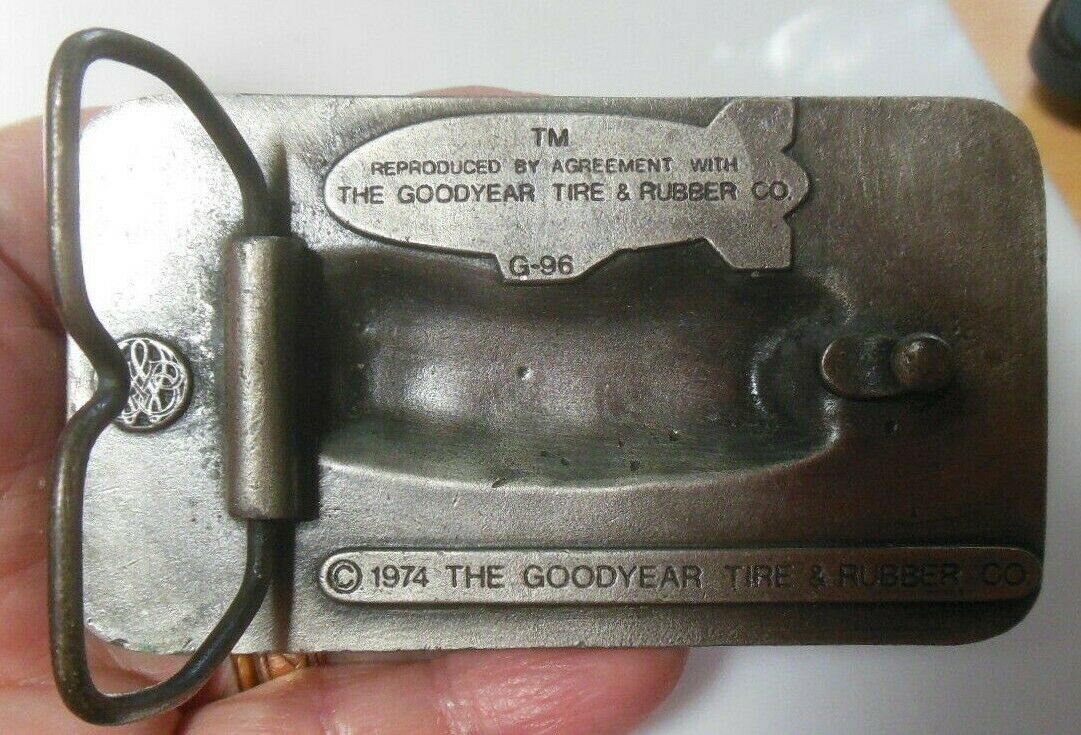 TM
REPRODUCED BY AGREEMENT WITH
THE GOODYEAR TIRE & RUBBER CO.
G-96
© 1974 THE GOODYEAR TIRE & RUBBER CO